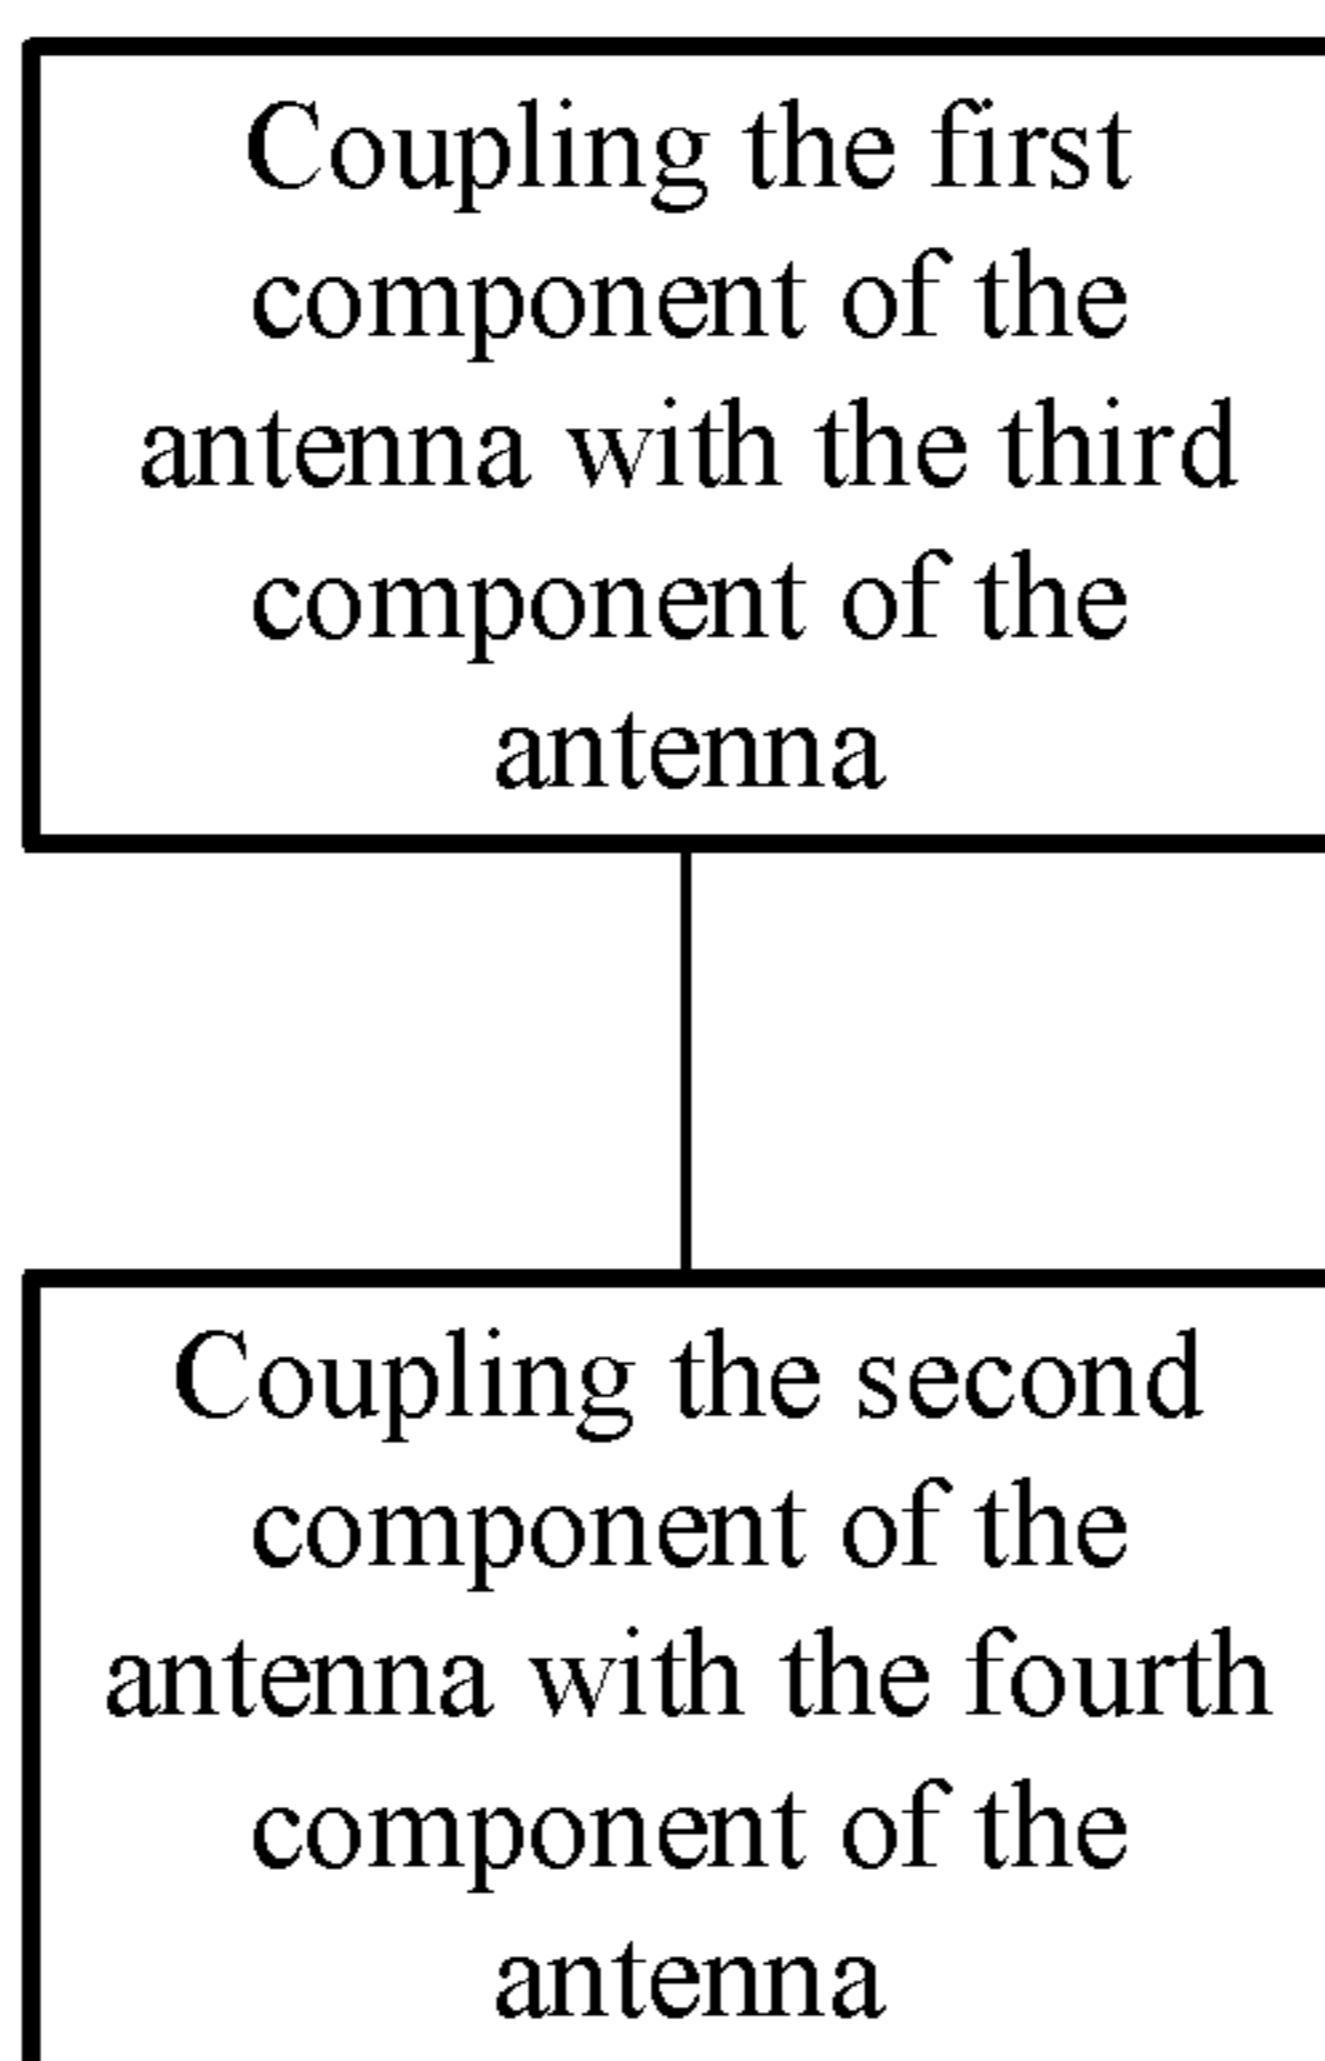 Coupling the first
component of the
antenna with the third
component of the
antenna
Coupling the second
component of the
antenna with the fourth
component of the
antenna